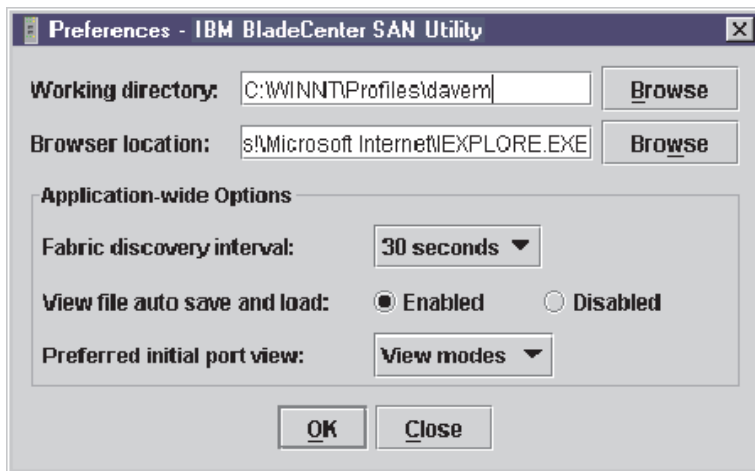 Preferences - IBM BladeCenter SAN Utility
Working directory: C:\WINNT\Profiles\davem Browse
Browser location: s!\Microsoft Internet\IEXPLORE.EXE Browse
Application-wide Options
Fabric discovery interval: 30 seconds
View file auto save and load: Enabled Disabled
Preferred initial port view: View modes
OK Close